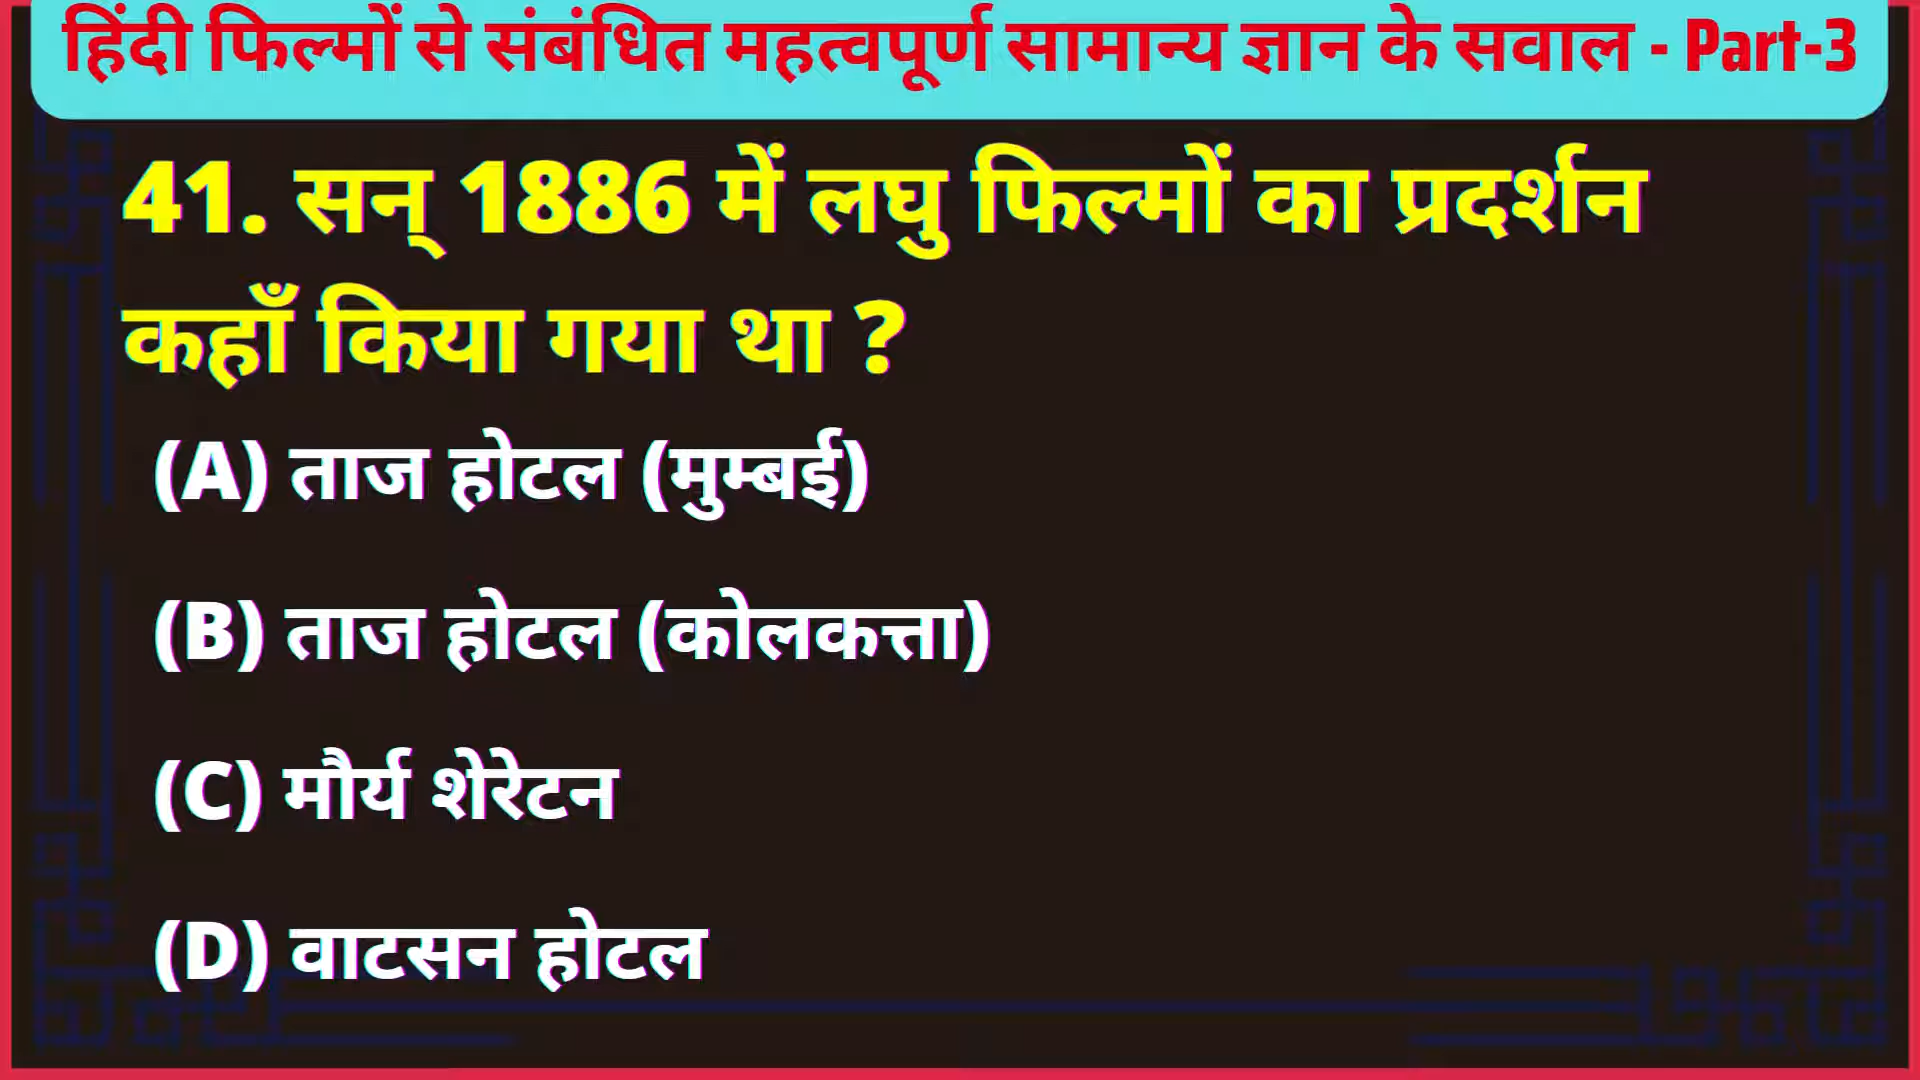 हिंदी फिल्मों से संबंधित महत्वपूर्ण सामान्य ज्ञान के सवाल - Part-3
41. सन् 1886 में लघु फिल्मों का प्रदर्शन
कहाँ किया गया था ?
(A) ताज होटल (मुम्बई)
(B) ताज होटल (कोलकत्ता)
(C) मौर्य शेरेटन
(D) वाटसन होटल